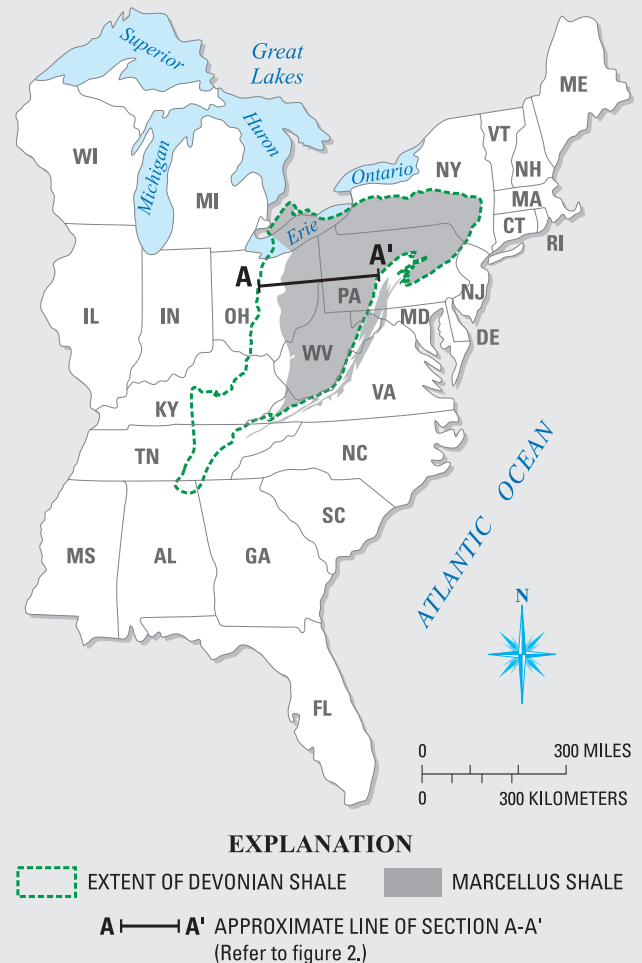 Superior
Great
Lakes
ME
Huron
VT
WI
Michigan
Ontario
NY
NH
MI
MA
Erie
CT
RI
A
A'
PA
NJ
IL
IN
OH
MD
WV
DE
VA
KY
TN
NC
ATLANTIC OCEAN
SC
MS
AL
GA
N
FL
0 300 MILES
0 300 KILOMETERS
EXPLANATION
EXTENT OF DEVONIAN SHALE MARCELLUS SHALE
A A' APPROXIMATE LINE OF SECTION A-A'
(Refer to figure 2.)